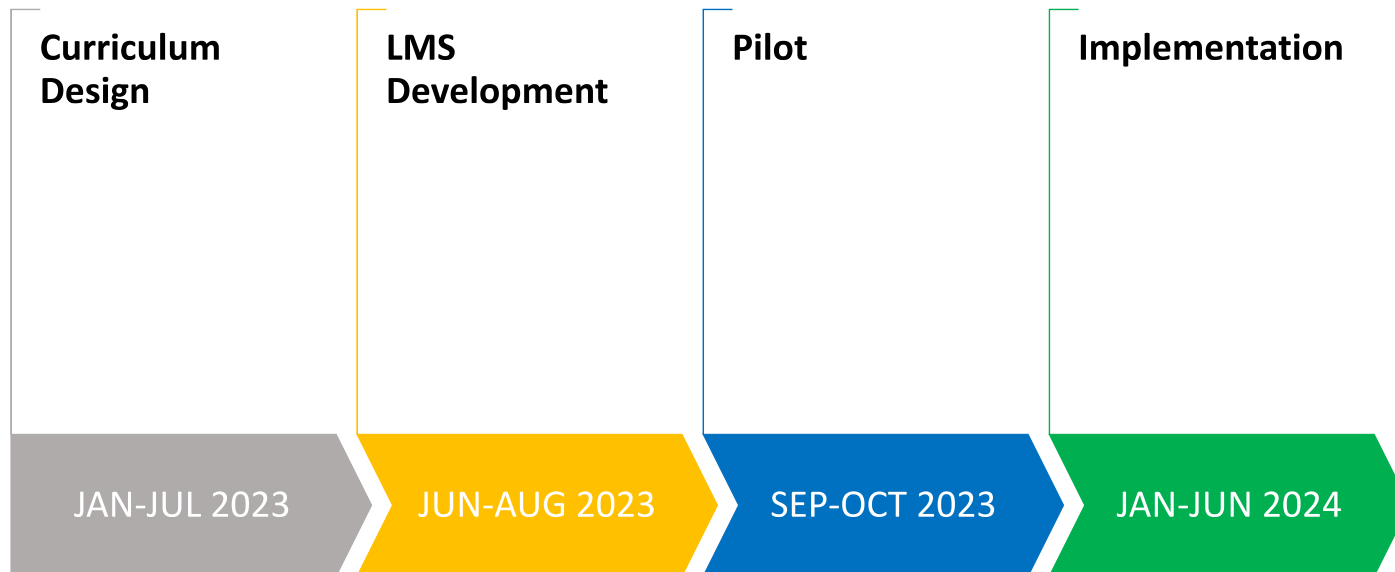 Curriculum
Design
LMS
Development
Pilot
Implementation
JAN-JUL 2023
JUN-AUG 2023
SEP-OCT 2023
JAN-JUN 2024